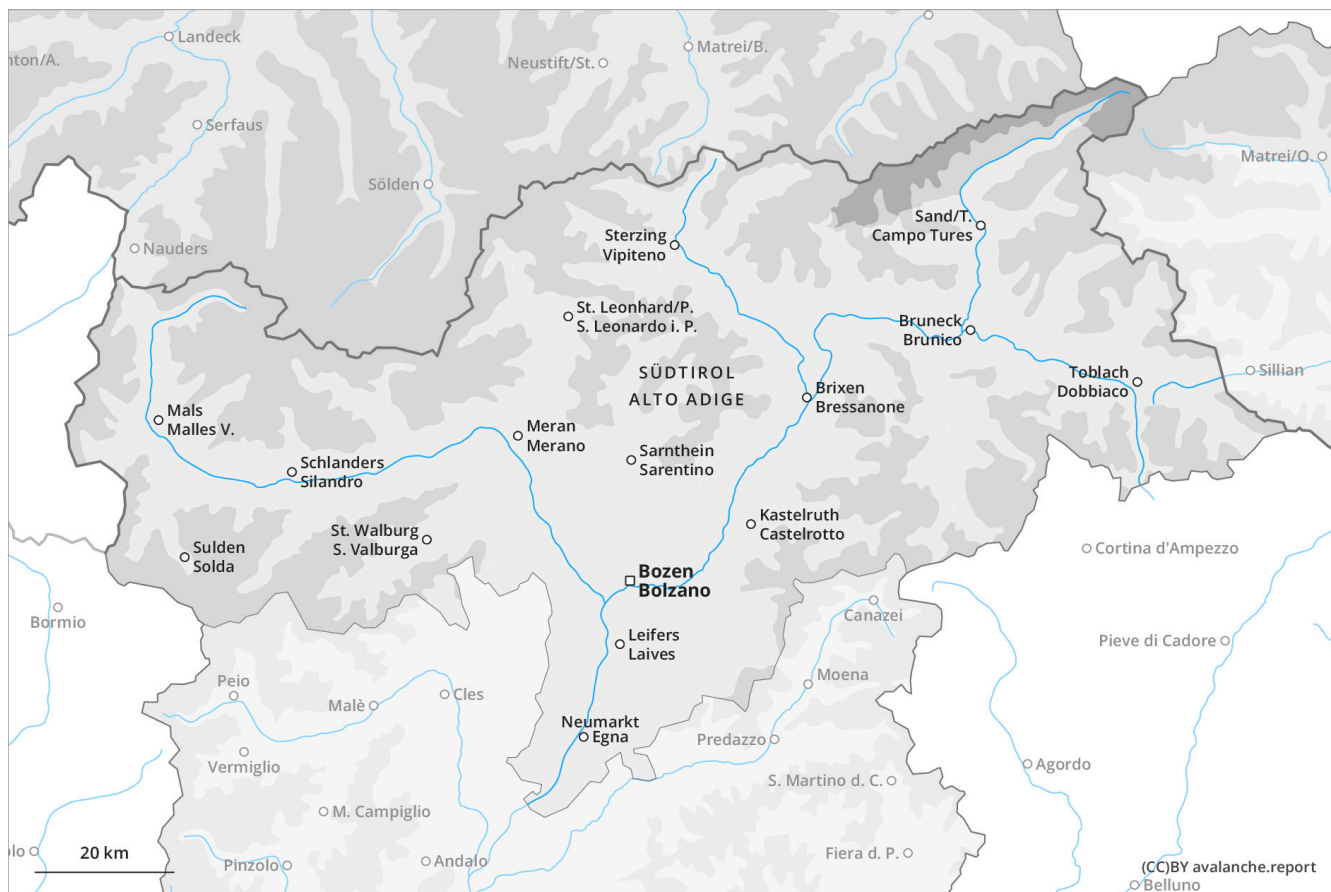 Landeck
nton/A.
Matrei/B.
Neustift/St.
Serfaus
Matrei/O.
Sölden
Sand/T.
Campo Tures
Sterzing
Vipiteno
Nauders
St. Leonhard/P.
S. Leonardo i. P.
Bruneck
Brunico
SÜDTIROL
ALTO ADIGE
Toblach
Dobbiaco
Sillian
Brixen
Bressanone
Mals
Malles V.
Meran
Merano
Schlanders
Silandro
Sarnthein
Sarentino
Kastelruth
Castelrotto
St. Walburg
S. Valburga
Sulden
Solda
Cortina d'Ampezzo
Bozen
Bolzano
Bormio
Canazei
Leifers
Laives
Pieve di Cadore
Peio
Malè
Cles
Moena
Neumarkt
Egna
Predazzo
Vermiglio
Agordo
S. Martino d. C.
M. Campiglio
20 km
olo
Pinzolo
Andalo
Fiera d. P.
(CC)BY avalanche.report
Belluno